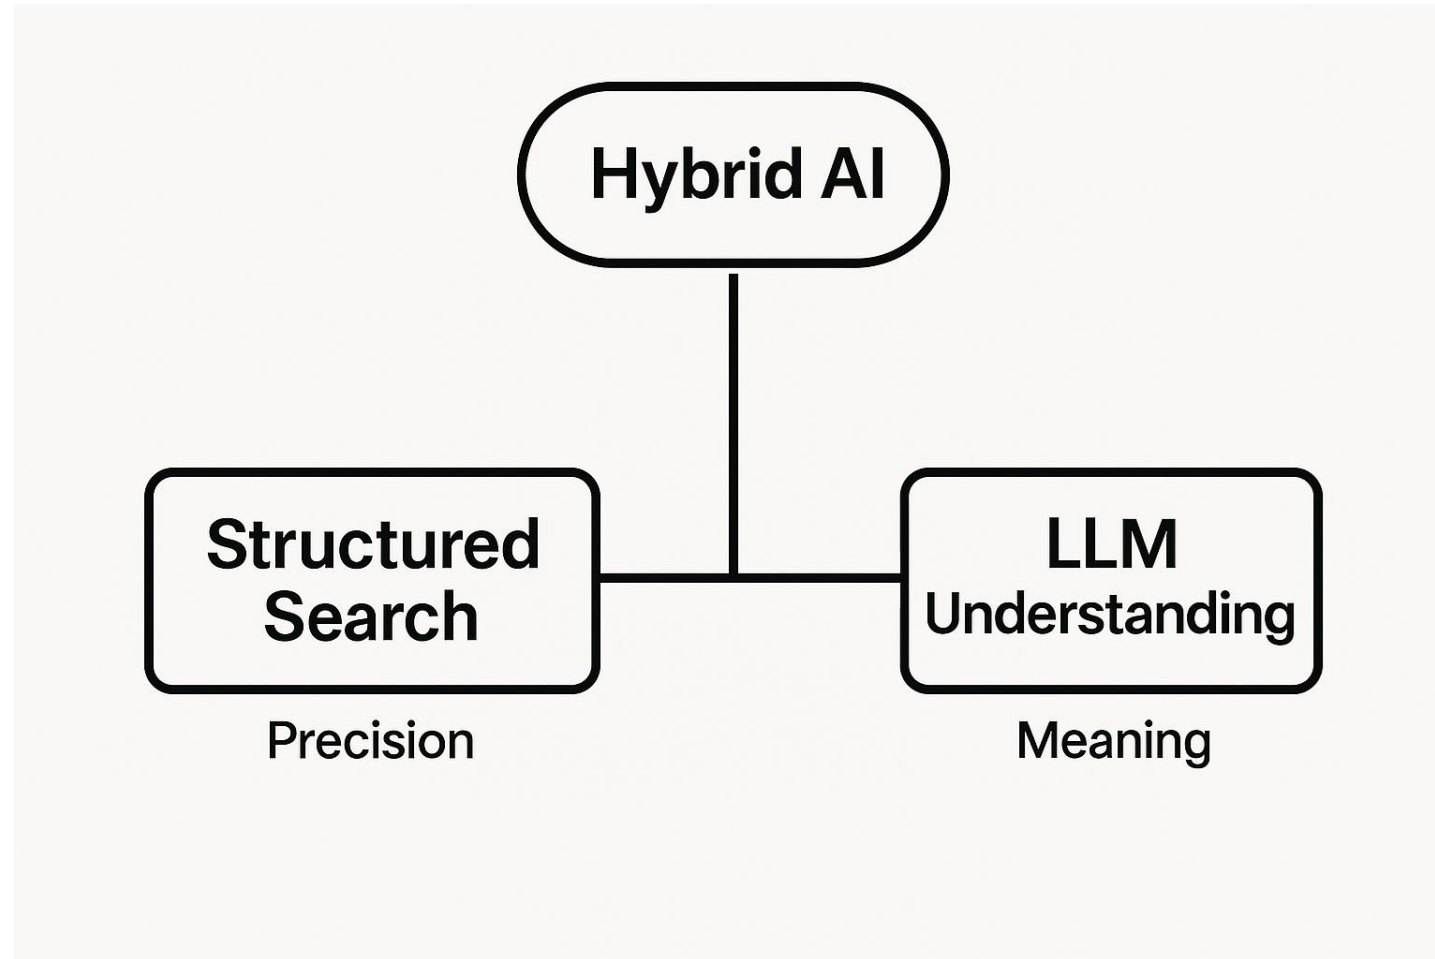 Hybrid AI
Structured
Search
Precision
LLM
Understanding
Meaning